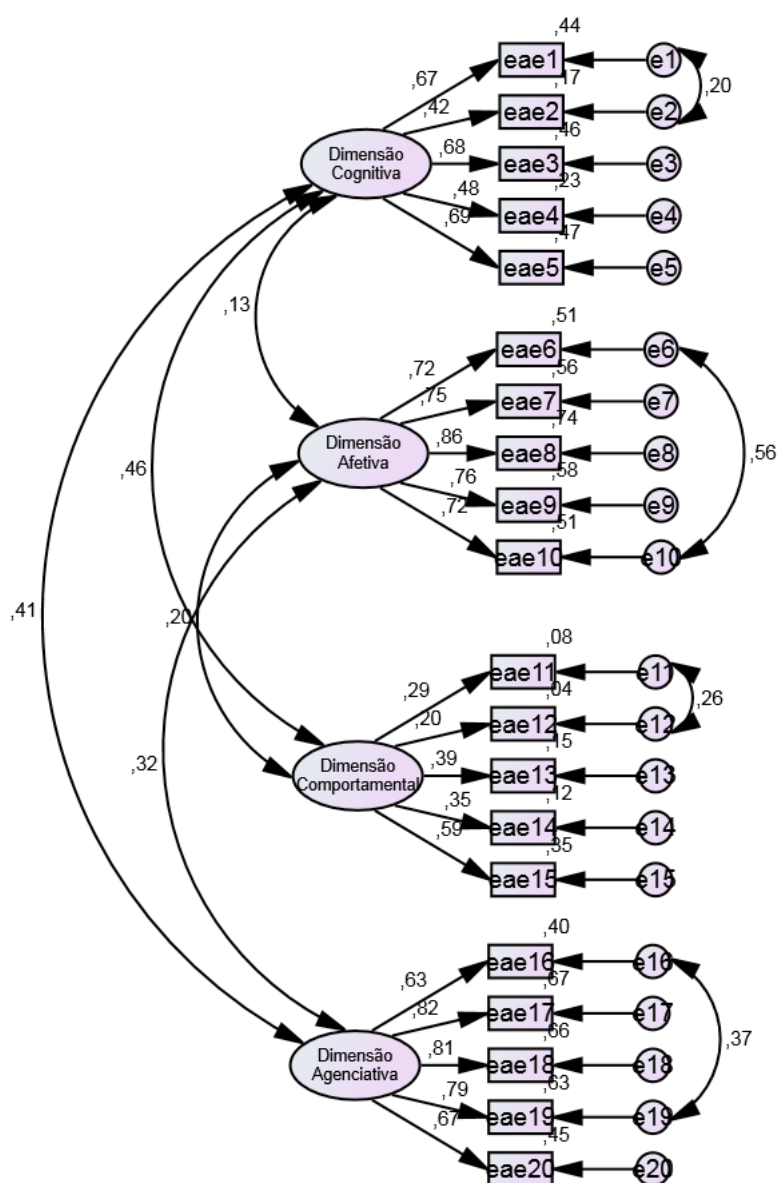 ,44
,67
eae1
e1
,17
,20
,42
eae2
e2
,46
Dimensão
Cognitiva
,68
eae3
e3
,23
,48
eae4
e4
,69
,47
eae5
e5
,13
,51
,72
eae6
e6
,56
,75
eae7
e7
,74
Dimensão
Afetiva
,86
eae8
e8
,56
,58
,76
eae9
e9
,72
,51
eae10
e10
,46
,41
,20
,08
,29
eae11
e11
,04
,26
,20
eae12
e12
,15
Dimensão
Comportamental
,39
eae13
e13
,12
,35
eae14
e14
,59
,35
eae15
e15
,32
,40
,63
eae16
e16
,67
,82
eae17
e17
,66
,37
Dimensão
Agenciativa
,81
eae18
e18
,63
,79
eae19
e19
,67
,45
eae20
e20